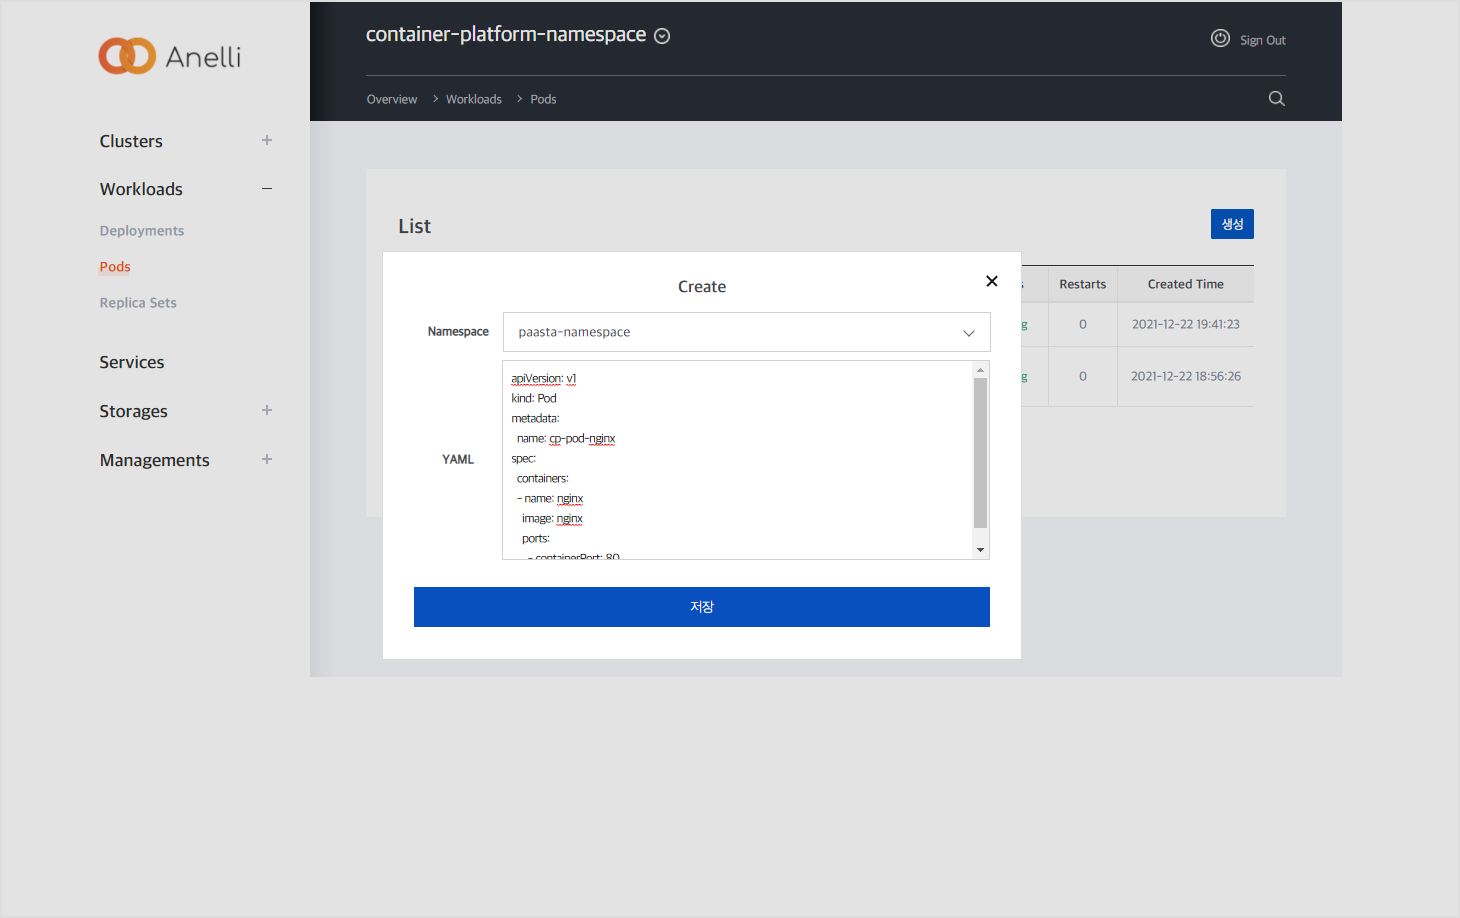 Anelli
container-platform-namespace
Sign Out
Overview > Workloads > Pods
Clusters +
Workloads −
Deployments
Pods
Replica Sets
Services
Storages +
Managements +
List
생성
Restarts Created Time
0 2021-12-22 19:41:23
0 2021-12-22 18:56:26
Create
Namespace paasta-namespace
YAML
apiVersion: v1
kind: Pod
metadata:
  name: cp-pod-nginx
spec:
  containers:
  - name: nginx
    image: nginx
    ports:
      - containerPort: 80
저장